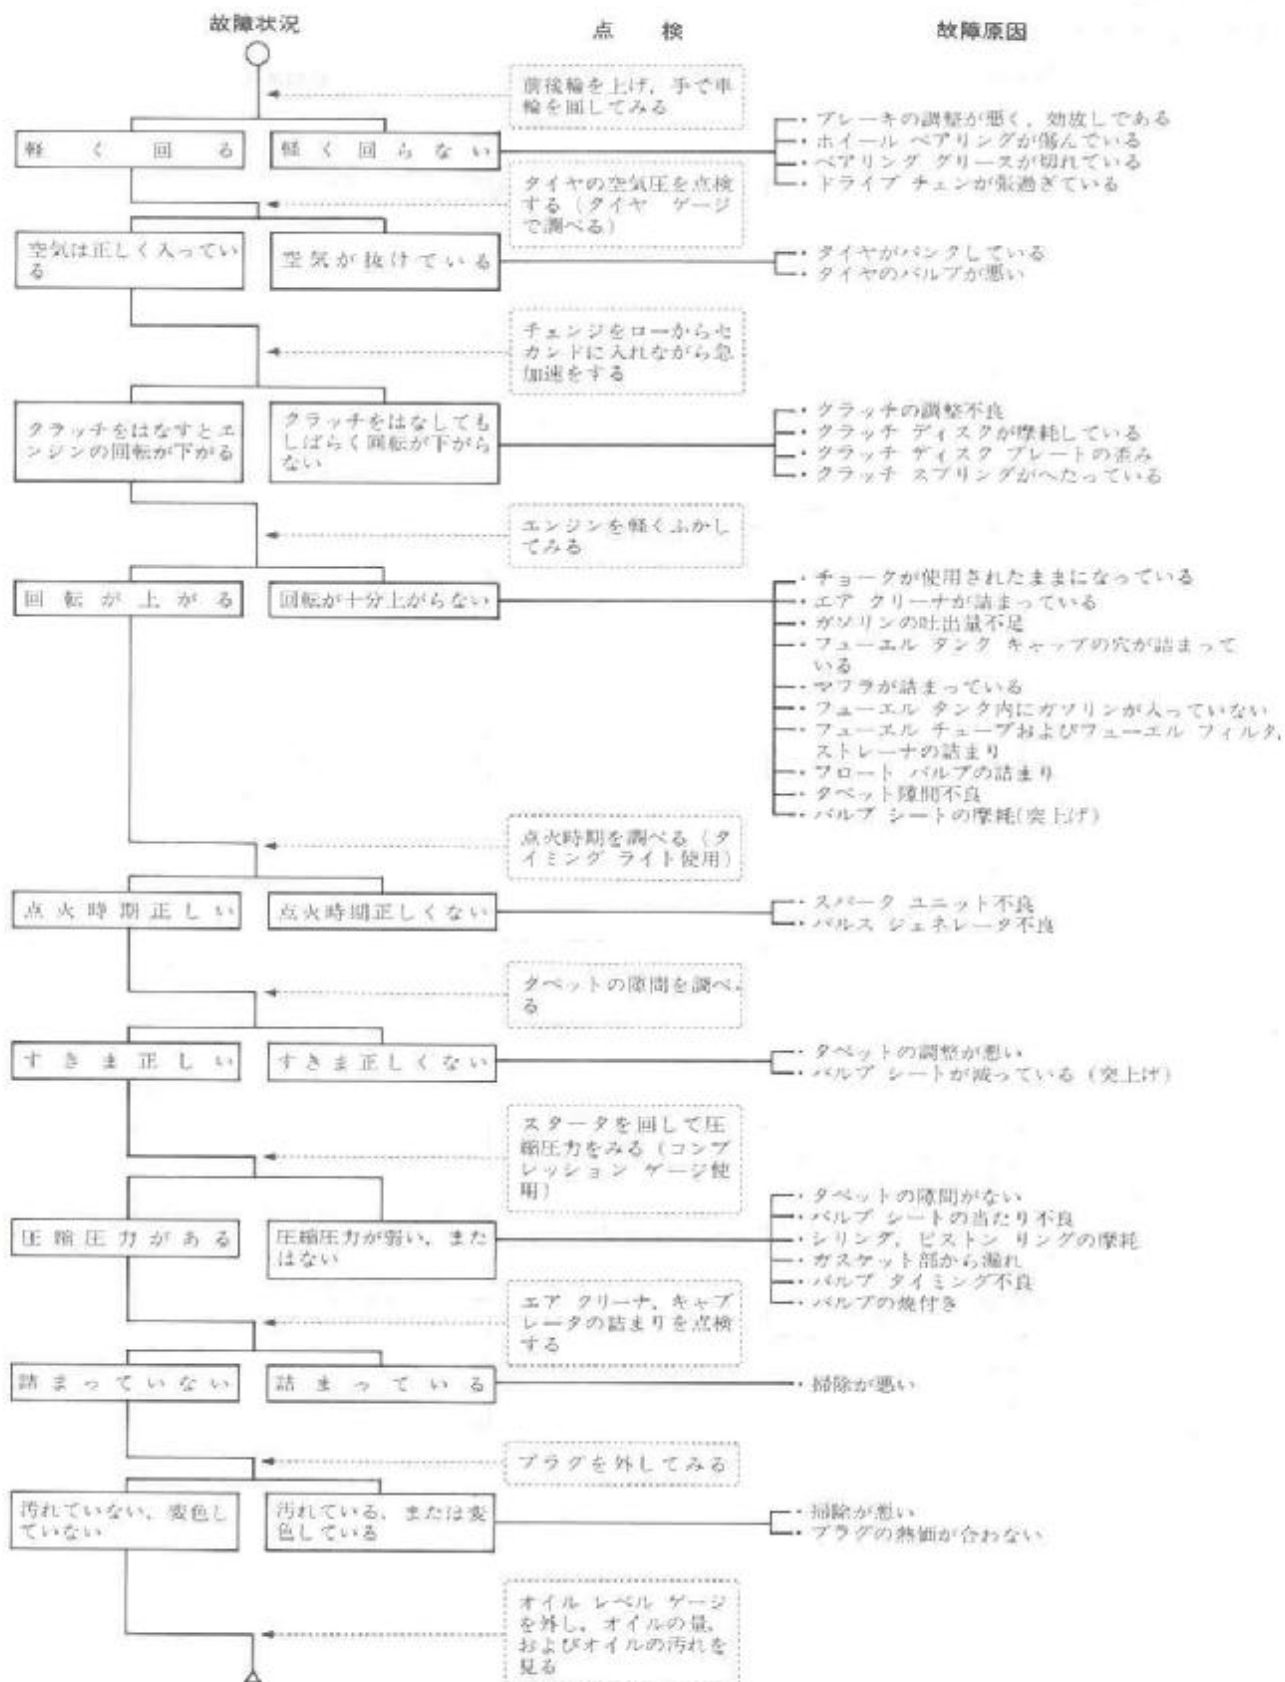 故障状況
点 検
故障原因
前後輪を上げ，手で車
輪を回してみる
軽く回る
軽く回らない
・ブレーキの調整が悪く，効放しである
・ホイール ベアリングが傷んでいる
・ベアリング グリースが切れている
・ドライブ チェンが張過ぎている
タイヤの空気圧を点検
する（タイヤ ゲージ
で調べる）
空気は正しく入ってい
る
空気が抜けている
・タイヤがパンクしている
・タイヤのバルブが悪い
チェンジをローからセ
カンドに入れながら急
加速をする
クラッチをはなすとエ
ンジンの回転が下がる
クラッチをはなしても
しばらく回転が下がら
ない
・クラッチの調整不良
・クラッチ ディスクが摩耗している
・クラッチ ディスク プレートの歪み
・クラッチ スプリングがへたっている
エンジンを軽くふかし
てみる
回転が上がる
回転が十分上がらない
・チョークが使用されたままになっている
・エア クリーナが詰まっている
・ガソリンの吐出量不足
・フューエル タンク キャップの穴が詰まって
いる
・マフラが詰まっている
・フューエル タンク内にガソリンが入っていない
・フューエル チューブおよびフューエル フィルタ，
ストレーナの詰まり
・フロート バルブの詰まり
・タペット隙間不良
・バルブ シートの摩耗(突上げ)
点火時期を調べる（タ
イミング ライト使用）
点火時期正しい
点火時期正しくない
・スパーク ユニット不良
・パルス ジェネレータ不良
タペットの隙間を調べ
る
すきま正しい
すきま正しくない
・タペットの調整が悪い
・バルブ シートが減っている（突上げ）
スタータを回して圧
縮圧力をみる（コンプ
レッション ゲージ使
用）
圧縮圧力がある
圧縮圧力が弱い，また
はない
・タペットの隙間がない
・バルブ シートの当たり不良
・シリンダ，ピストン リングの摩耗
・ガスケット部から漏れ
・バルブ タイミング不良
・バルブの焼付き
エア クリーナ，キャブ
レータの詰まりを点検
する
詰まっていない
詰まっている
・掃除が悪い
プラグを外してみる
汚れていない，変色し
ていない
汚れている，または変
色している
・掃除が悪い
・プラグの熱価が合わない
オイル レベル ゲージ
を外し，オイルの量，
およびオイルの汚れを
見る